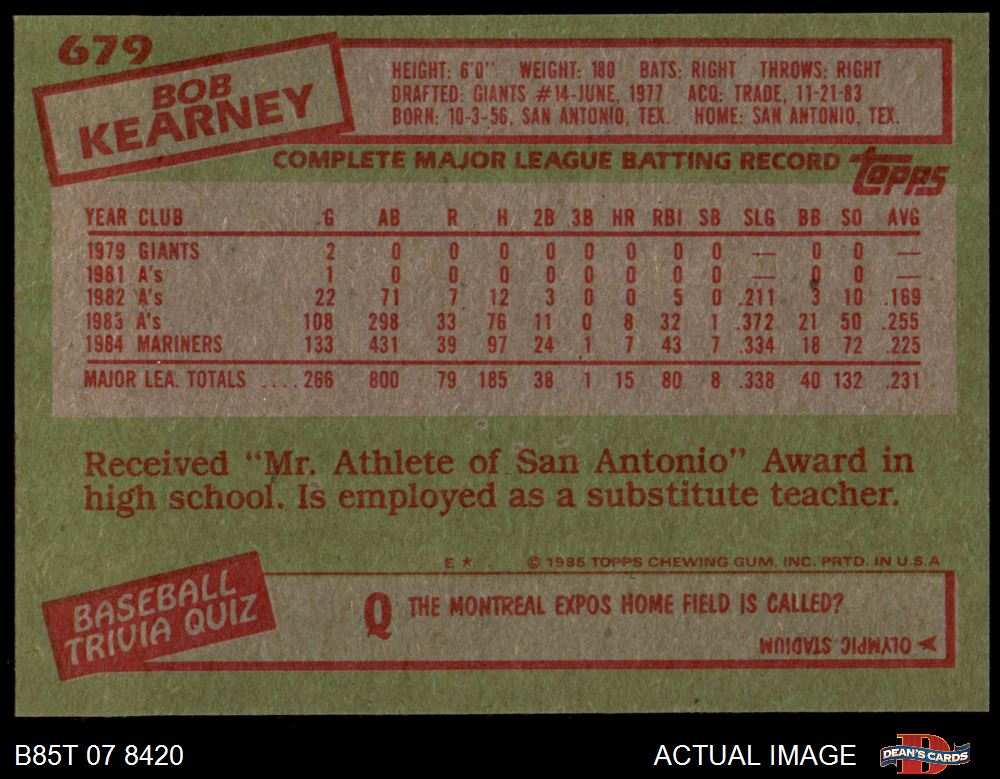 679
BOB
KEARNEY
HEIGHT: 6'0" WEIGHT: 180 BATS: RIGHT THROWS: RIGHT
DRAFTED: GIANTS #14-JUNE, 1977 ACQ: TRADE, 11-21-83
BORN: 10-3-56, SAN ANTONIO, TEX. HOME: SAN ANTONIO, TEX.
COMPLETE MAJOR LEAGUE BATTING RECORD
topps
YEAR CLUB G AB R H 2B 3B HR RBI SB SLG BB SO AVG
1979 GIANTS 2 0 0 0 0 0 0 0 0 — 0 0 —
1981 A's 1 0 0 0 0 0 0 0 0 — 0 0 —
1982 A's 22 71 7 12 3 0 0 5 0 .211 3 10 .169
1983 A's 108 298 33 76 11 0 8 32 1 .372 21 50 .255
1984 MARINERS 133 431 39 97 24 1 7 43 7 .334 18 72 .225
MAJOR LEA. TOTALS .... 266 800 79 185 38 1 15 80 8 .338 40 132 .231
Received "Mr. Athlete of San Antonio" Award in
high school. Is employed as a substitute teacher.
E * © 1985 TOPPS CHEWING GUM, INC. PRTD. IN U.S.A
BASEBALL
TRIVIA QUIZ
Q THE MONTREAL EXPOS HOME FIELD IS CALLED?
OLYMPIC STADIUM
B85T 07 8420 ACTUAL IMAGE D DEAN'S CARDS